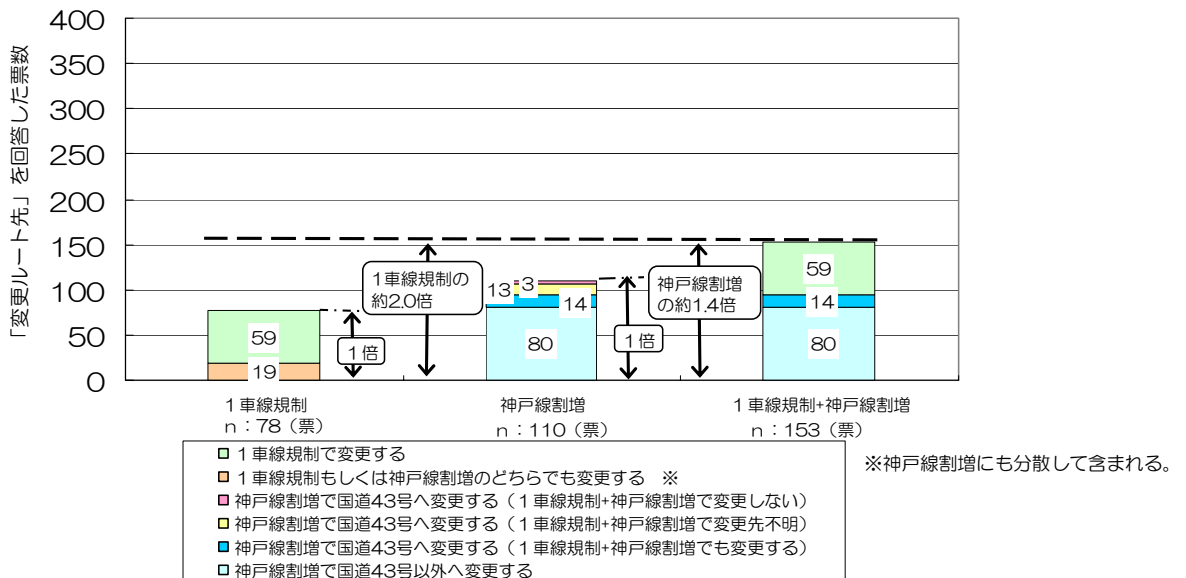 「変更ルート先」を回答した票数
400
350
300
250
200
150
100
50
0
59
19
1倍
1車線規制の
約2.0倍
13
3
14
80
1倍
神戸線割増
の約1.4倍
59
14
80
1車線規制
n：78（票）
神戸線割増
n：110（票）
1車線規制+神戸線割増
n：153（票）
1車線規制で変更する
1車線規制もしくは神戸線割増のどちらでも変更する　※
神戸線割増で国道43号へ変更する（1車線規制+神戸線割増で変更しない）
神戸線割増で国道43号へ変更する（1車線規制+神戸線割増で変更先不明）
神戸線割増で国道43号へ変更する（1車線規制+神戸線割増でも変更する）
神戸線割増で国道43号以外へ変更する
※神戸線割増にも分散して含まれる。